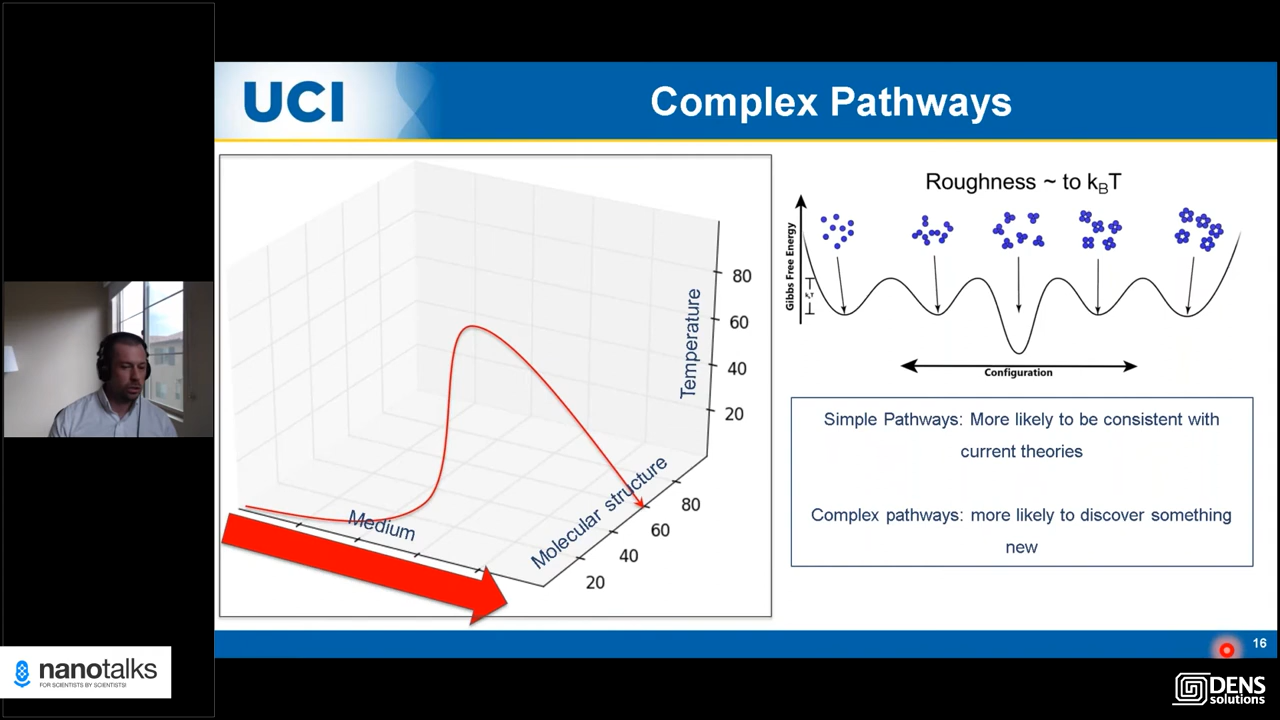 UCI
Complex Pathways
80
60
40
20
Temperature
Medium
Molecular structure
20
40
60
80
Roughness ~ to kBT
Gibbs Free Energy
Configuration
Simple Pathways: More likely to be consistent with
current theories
Complex pathways: more likely to discover something
new
16
nanotalks
FOR SCIENTISTS BY SCIENTISTS!
DENS
solutions